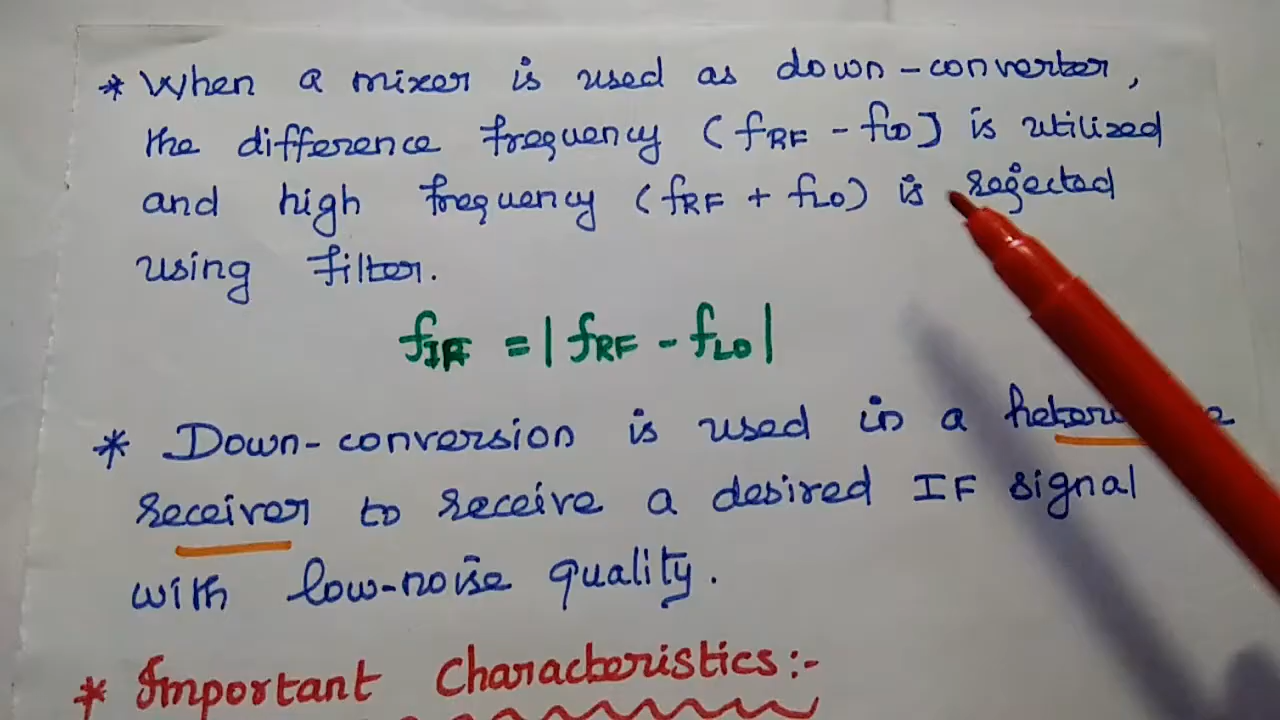 * When a mixer is used as down-converter,
the difference frequency (fRF - fLO) is utilized
and high frequency (fRF + fLO) is rejected
using filter.
fIF = | fRF - fLO |
* Down-conversion is used in a
receiver to receive a desired IF signal
with low-noise quality.
* Important Characteristics:-